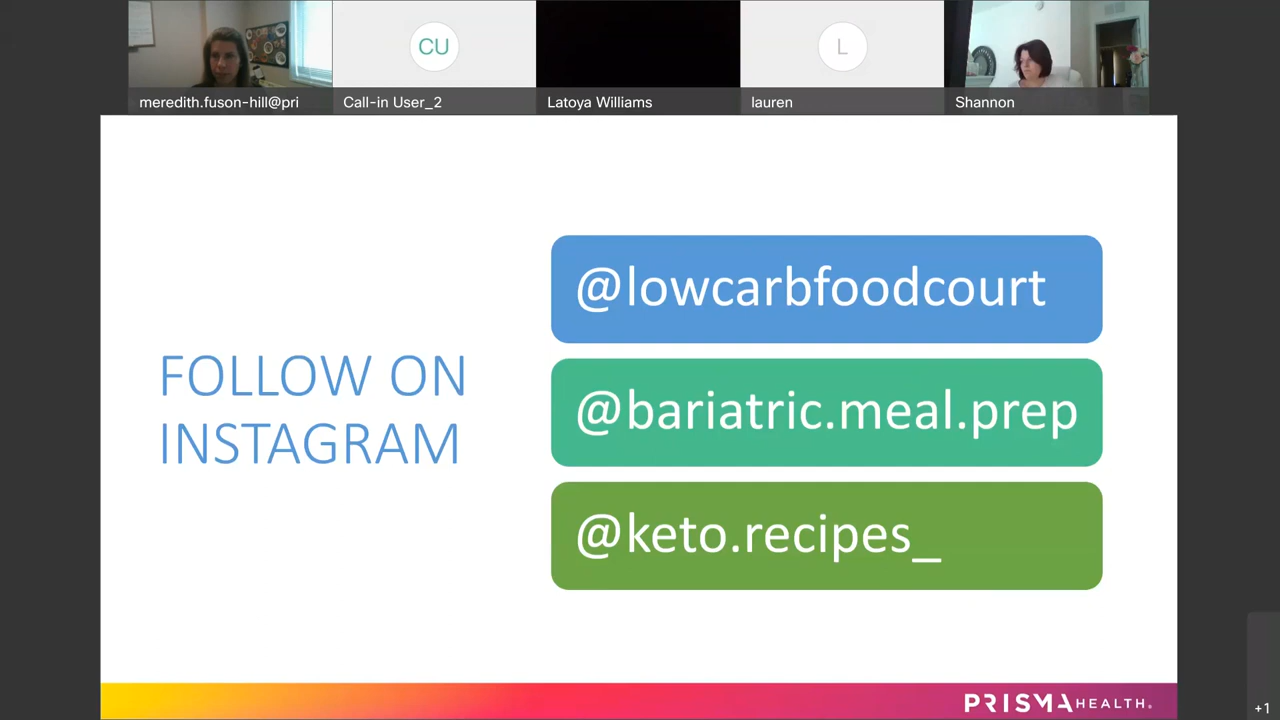 meredith.fuson-hill@pri
CU
Call-in User_2
Latoya Williams
L
lauren
Shannon
FOLLOW ON
INSTAGRAM
@lowcarbfoodcourt
@bariatric.meal.prep
@keto.recipes_
PRISMA HEALTH.
+1